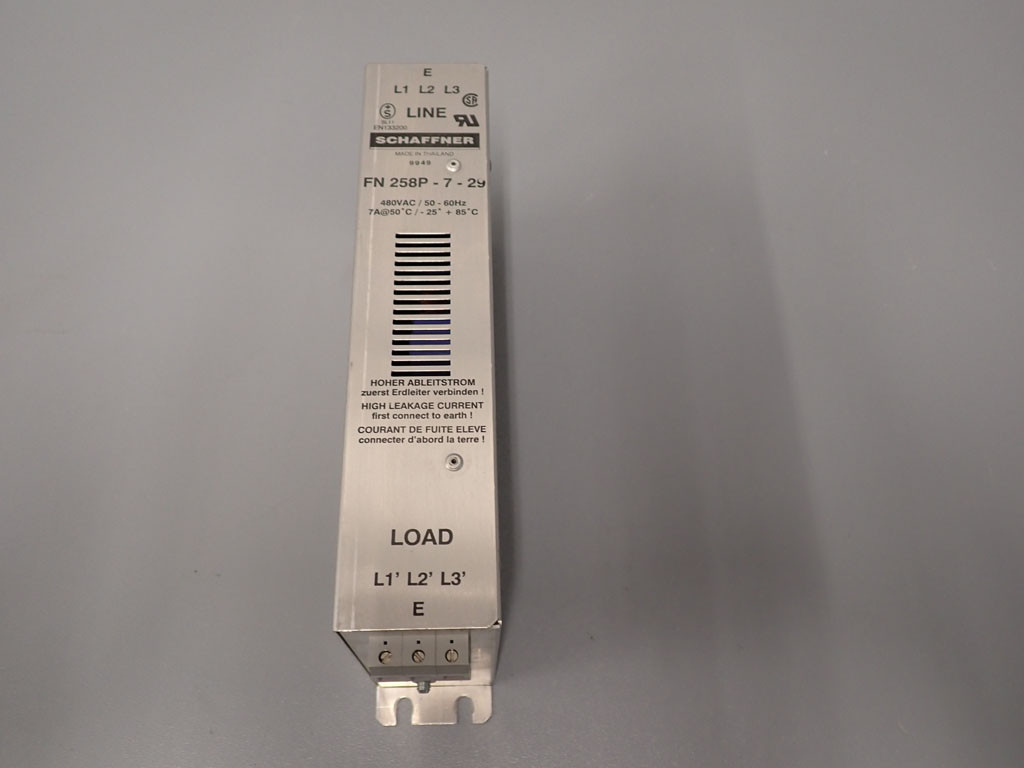 E
L1 L2 L3
LINE
EN133200
SCHAFFNER
MADE IN THAILAND
9949
FN 258P - 7 - 29
480VAC / 50 - 60Hz
7A@50˚C / - 25˚ + 85˚C
HOHER ABLEITSTROM
zuerst Erdleiter verbinden !
HIGH LEAKAGE CURRENT
first connect to earth !
COURANT DE FUITE ELEVE
connecter d'abord la terre !
LOAD
L1' L2' L3'
E